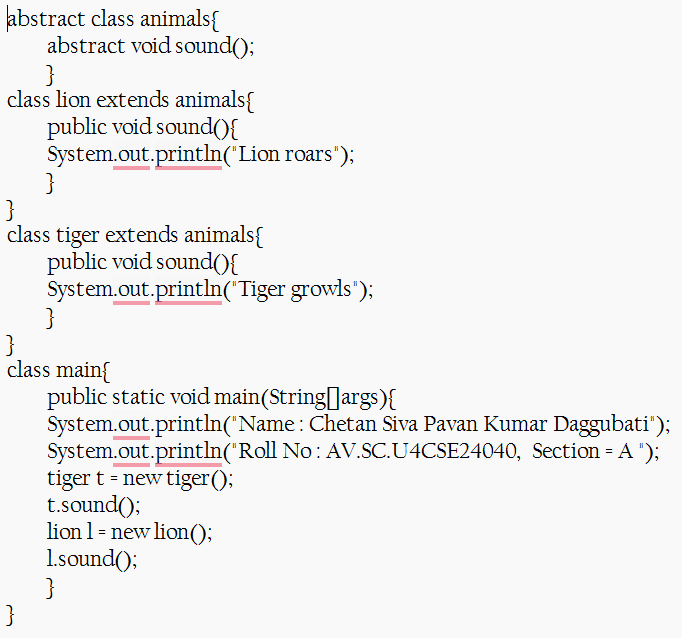 abstract class animals{
abstract void sound();
}
class lion extends animals{
public void sound(){
System.out.println("Lion roars");
}
}
class tiger extends animals{
public void sound(){
System.out.println("Tiger growls");
}
}
class main{
public static void main(String[]args){
System.out.println("Name : Chetan Siva Pavan Kumar Daggubati");
System.out.println("Roll No : AV.SC.U4CSE24040,  Section = A ");
tiger t = new tiger();
t.sound();
lion l = new lion();
l.sound();
}
}